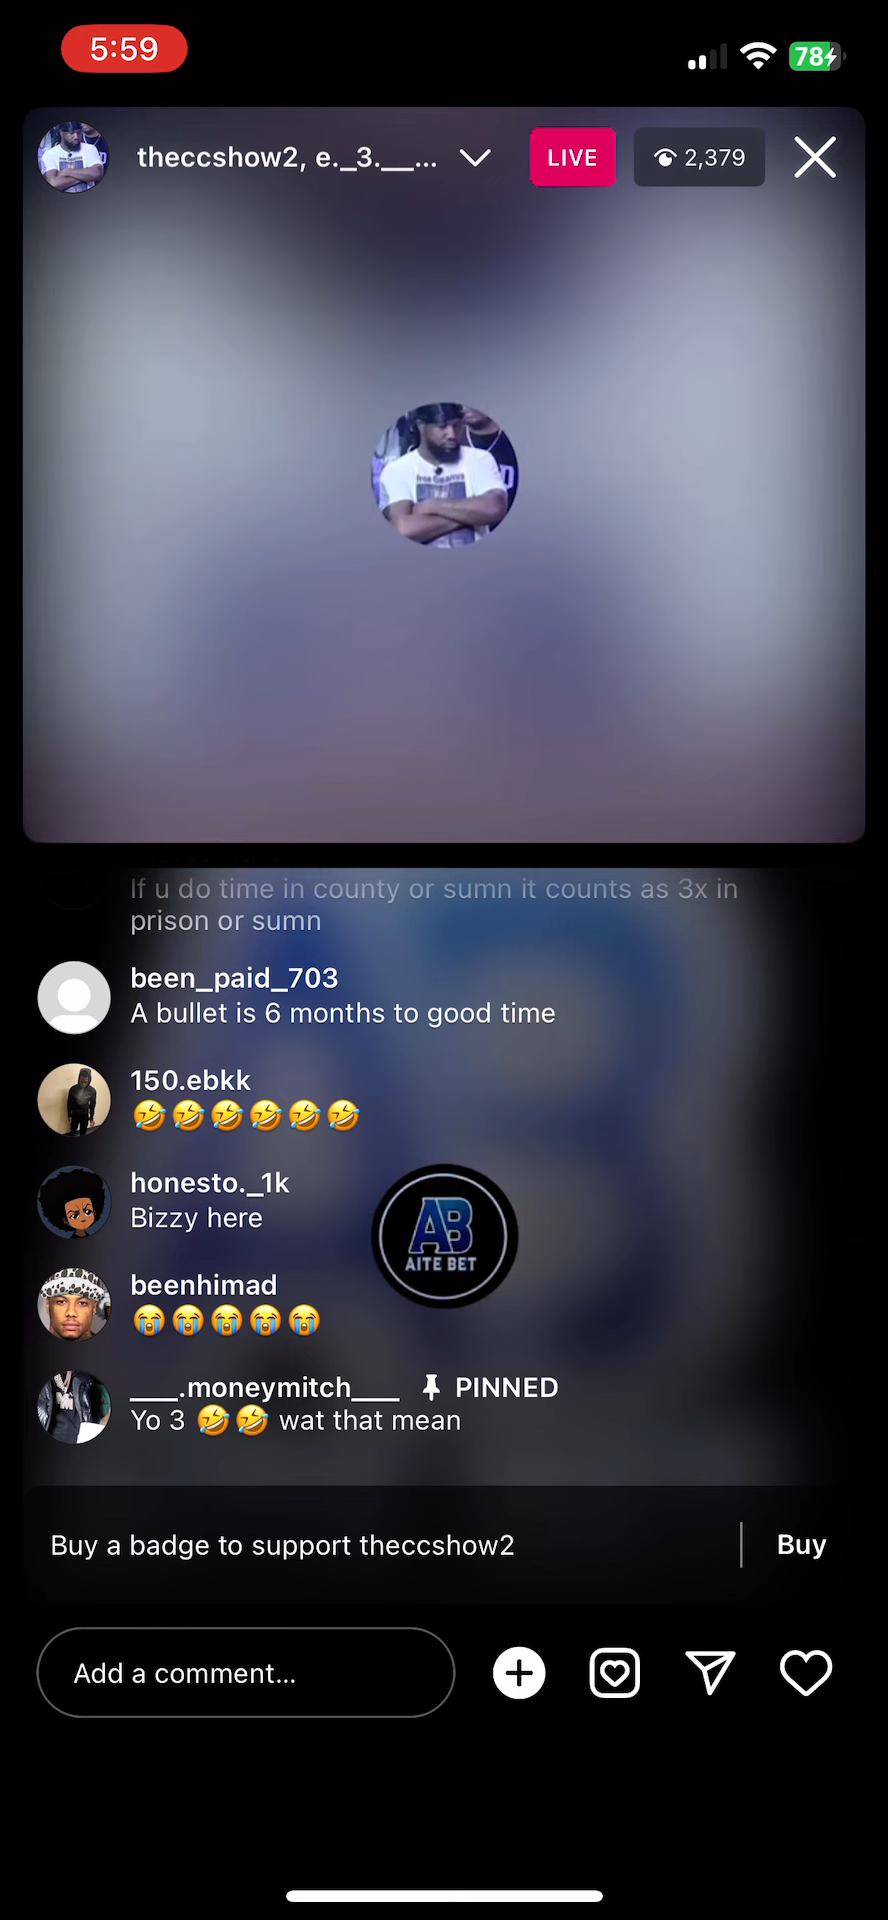 5:59
78
theccshow2, e._3.__...
LIVE
2,379
If u do time in county or sumn it counts as 3x in
prison or sumn
been_paid_703
A bullet is 6 months to good time
150.ebkk
🤣🤣🤣🤣🤣🤣
honesto._1k
Bizzy here
AB
AITE BET
beenhimad
😭😭😭😭😭
___.moneymitch___ PINNED
Yo 3 🤣🤣 wat that mean
Buy a badge to support theccshow2
Buy
Add a comment...